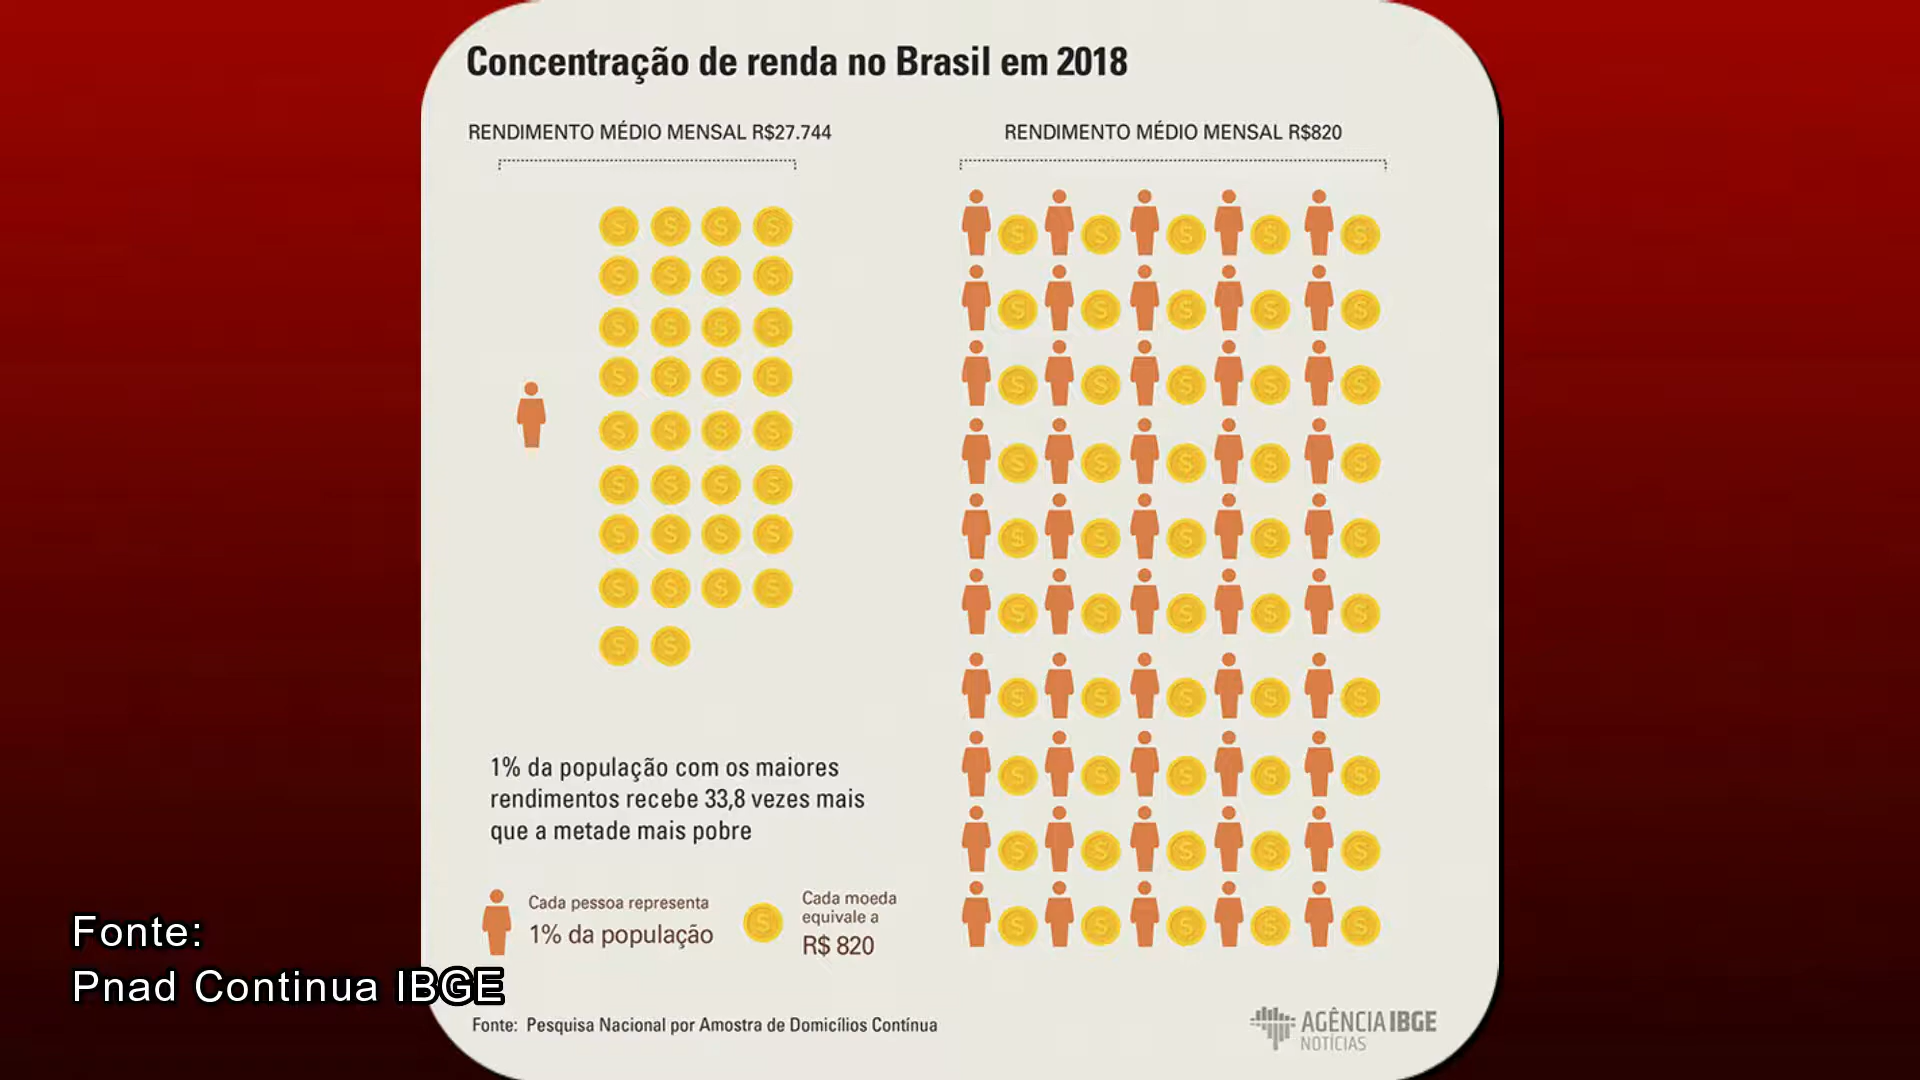 Concentração de renda no Brasil em 2018
RENDIMENTO MÉDIO MENSAL R$27.744
RENDIMENTO MÉDIO MENSAL R$820
1% da população com os maiores
rendimentos recebe 33,8 vezes mais
que a metade mais pobre
Cada pessoa representa
1% da população
Cada moeda
equivale a
R$ 820
Fonte:
Pnad Continua IBGE
Fonte: Pesquisa Nacional por Amostra de Domicílios Contínua
AGÊNCIA IBGE
NOTÍCIAS